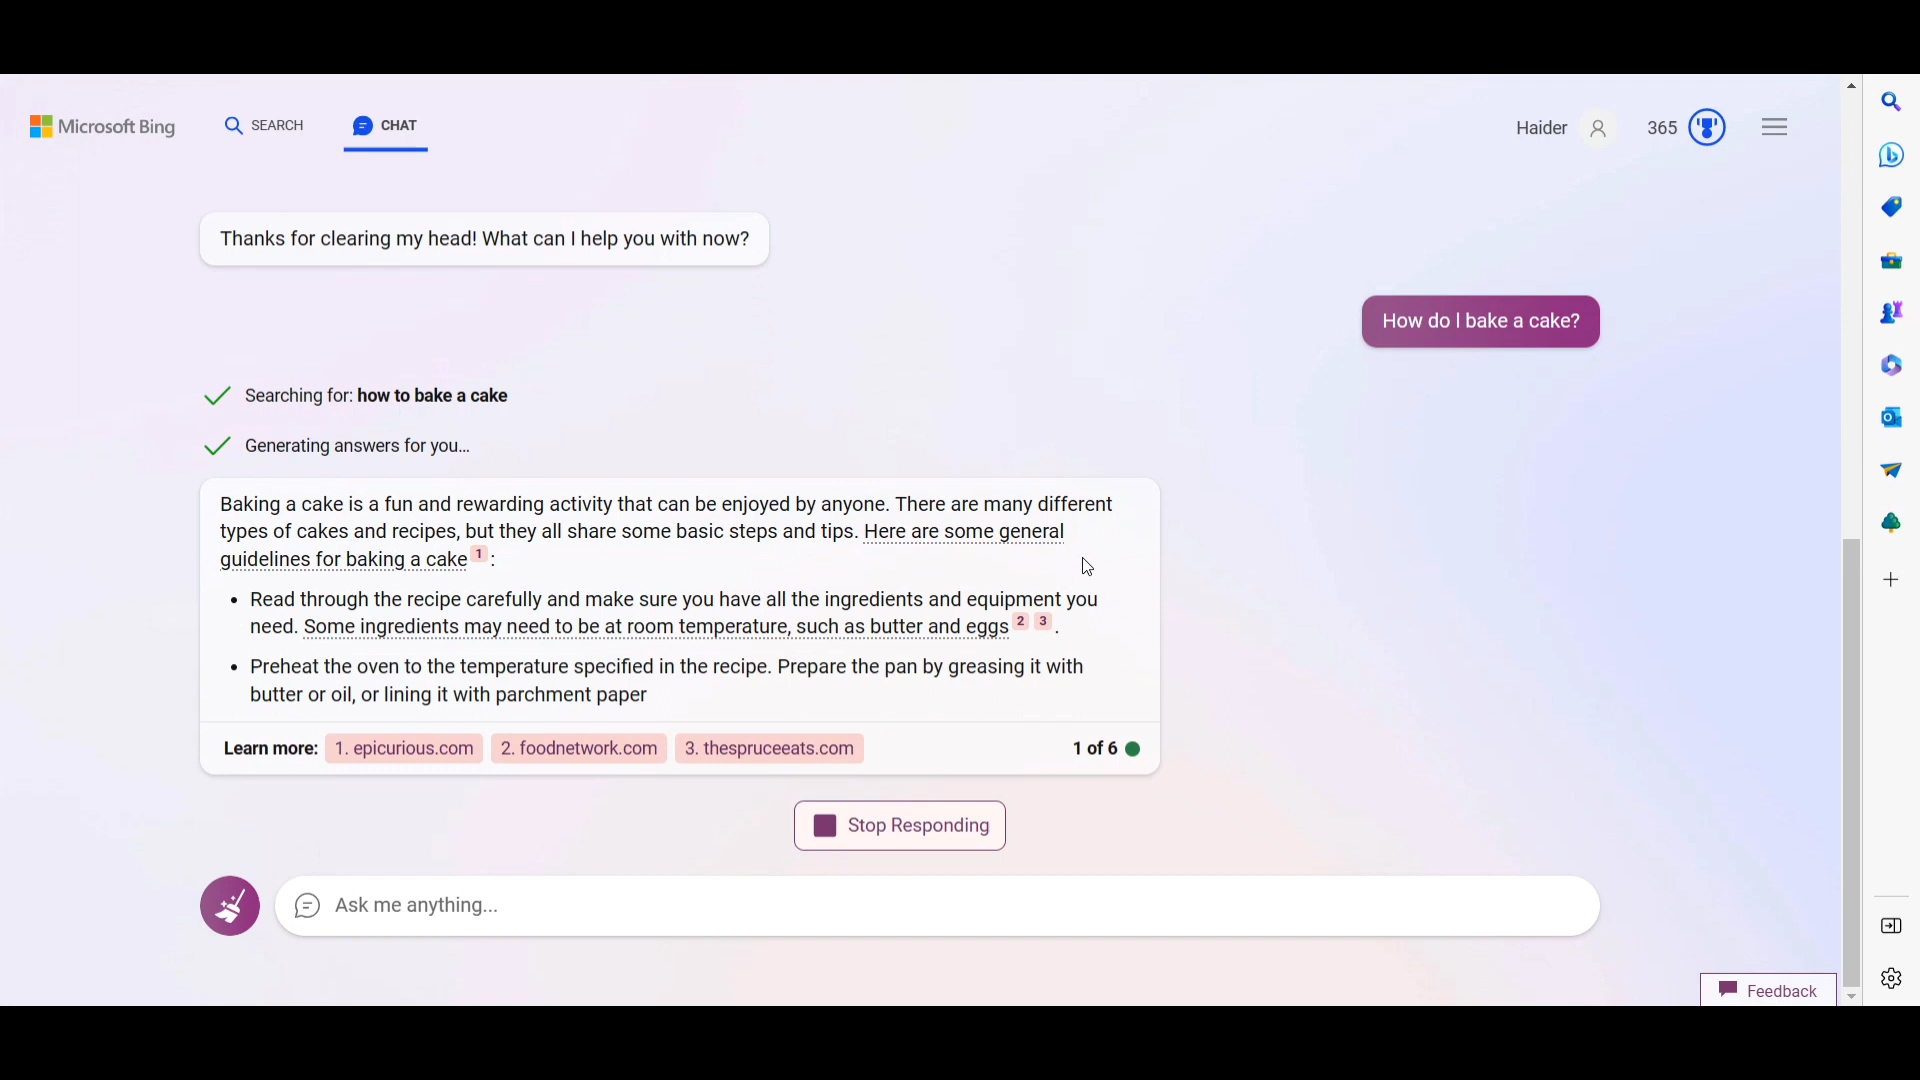 Microsoft Bing
SEARCH
CHAT
Haider
365
Thanks for clearing my head! What can I help you with now?
How do I bake a cake?
Searching for: how to bake a cake
Generating answers for you...
Baking a cake is a fun and rewarding activity that can be enjoyed by anyone. There are many different
types of cakes and recipes, but they all share some basic steps and tips. Here are some general
guidelines for baking a cake 1 :
• Read through the recipe carefully and make sure you have all the ingredients and equipment you
need. Some ingredients may need to be at room temperature, such as butter and eggs 2 3 .
• Preheat the oven to the temperature specified in the recipe. Prepare the pan by greasing it with
butter or oil, or lining it with parchment paper
Learn more: 1. epicurious.com 2. foodnetwork.com 3. thespruceeats.com 1 of 6
Stop Responding
Ask me anything...
Feedback